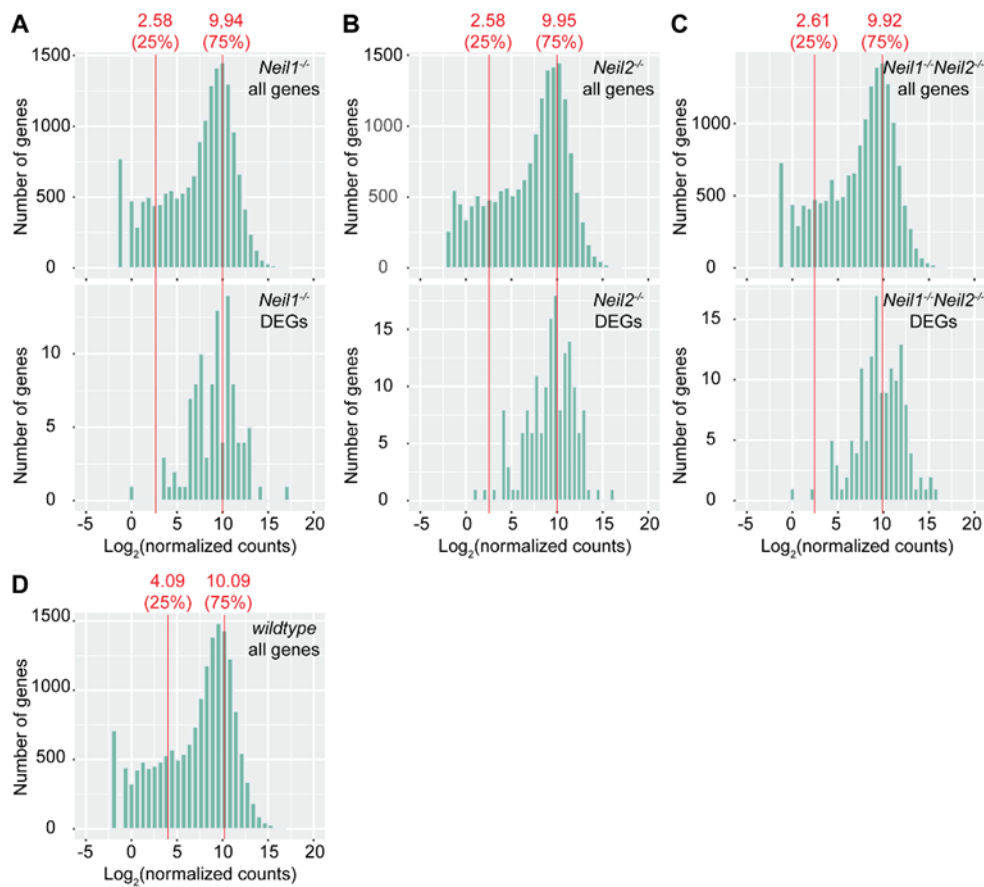 A
2.58
(25%)
9,94
(75%)
Neil1-/-
all genes
Number of genes
1500
1000
500
0
Neil1-/-
DEGs
Number of genes
10
5
0
-5 0 5 10 15 20
Log2(normalized counts)
B
2.58
(25%)
9.95
(75%)
Neil2-/-
all genes
Number of genes
1500
1000
500
0
Neil2-/-
DEGs
Number of genes
15
10
5
0
-5 0 5 10 15 20
Log2(normalized counts)
C
2.61
(25%)
9.92
(75%)
Neil1-/-Neil2-/-
all genes
Number of genes
1000
500
0
Neil1-/-Neil2-/-
DEGs
Number of genes
15
10
5
0
-5 0 5 10 15 20
Log2(normalized counts)
D
4.09
(25%)
10.09
(75%)
wildtype
all genes
Number of genes
1500
1000
500
0
-5 0 5 10 15 20
Log2(normalized counts)